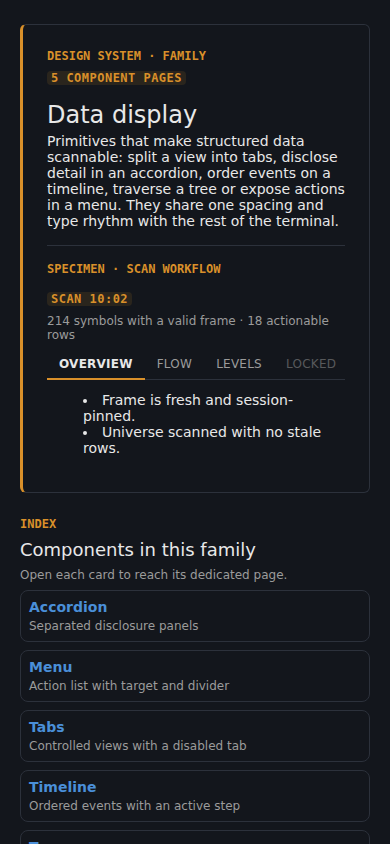 DESIGN SYSTEM · FAMILY
5 COMPONENT PAGES
Data display
Primitives that make structured data
scannable: split a view into tabs, disclose
detail in an accordion, order events on a
timeline, traverse a tree or expose actions
in a menu. They share one spacing and
type rhythm with the rest of the terminal.
SPECIMEN · SCAN WORKFLOW
SCAN 10:02
214 symbols with a valid frame · 18 actionable
rows
OVERVIEW FLOW LEVELS LOCKED
• Frame is fresh and session-
pinned.
• Universe scanned with no stale
rows.
INDEX
Components in this family
Open each card to reach its dedicated page.
Accordion
Separated disclosure panels
Menu
Action list with target and divider
Tabs
Controlled views with a disabled tab
Timeline
Ordered events with an active step